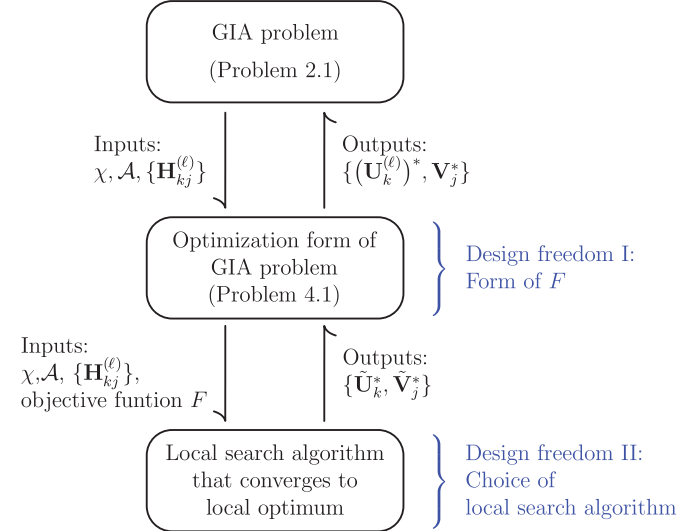 GIA problem
(Problem 2.1)
Inputs:
χ, 𝒜, {𝐇_{kj}^{(ℓ)}}
Outputs:
{(𝐔_k^{(ℓ)})^*, 𝐕_j^*}
Optimization form of
GIA problem
(Problem 4.1)
Design freedom I:
Form of F
Inputs:
χ,𝒜, {𝐇_{kj}^{(ℓ)}},
objective funtion F
Outputs:
{𝐔̃_k^*, 𝐕̃_j^*}
Local search algorithm
that converges to
local optimum
Design freedom II:
Choice of
local search algorithm